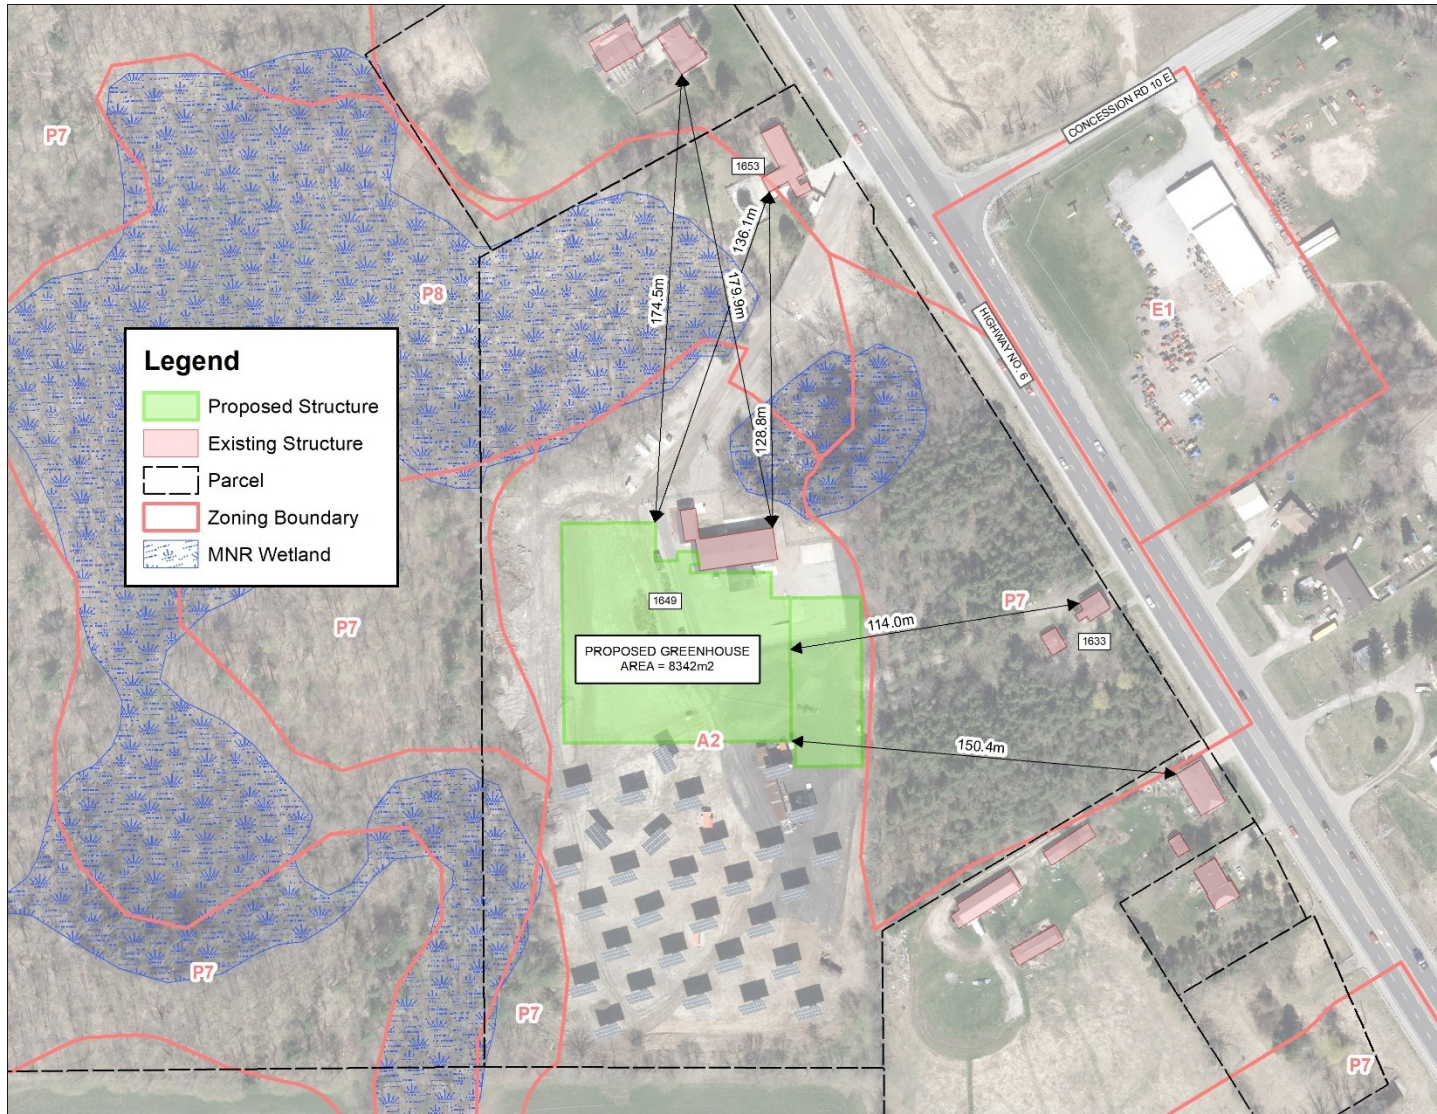 CONCESSION RD 10 E
P7
1653
136.1m
174.5m
179.9m
P8
E1
HIGHWAY NO. 6
Legend
Proposed Structure
Existing Structure
Parcel
Zoning Boundary
MNR Wetland
128.8m
1649
P7
114.0m
P7
1633
PROPOSED GREENHOUSE
AREA = 8342m2
A2
150.4m
P7
P7
P7